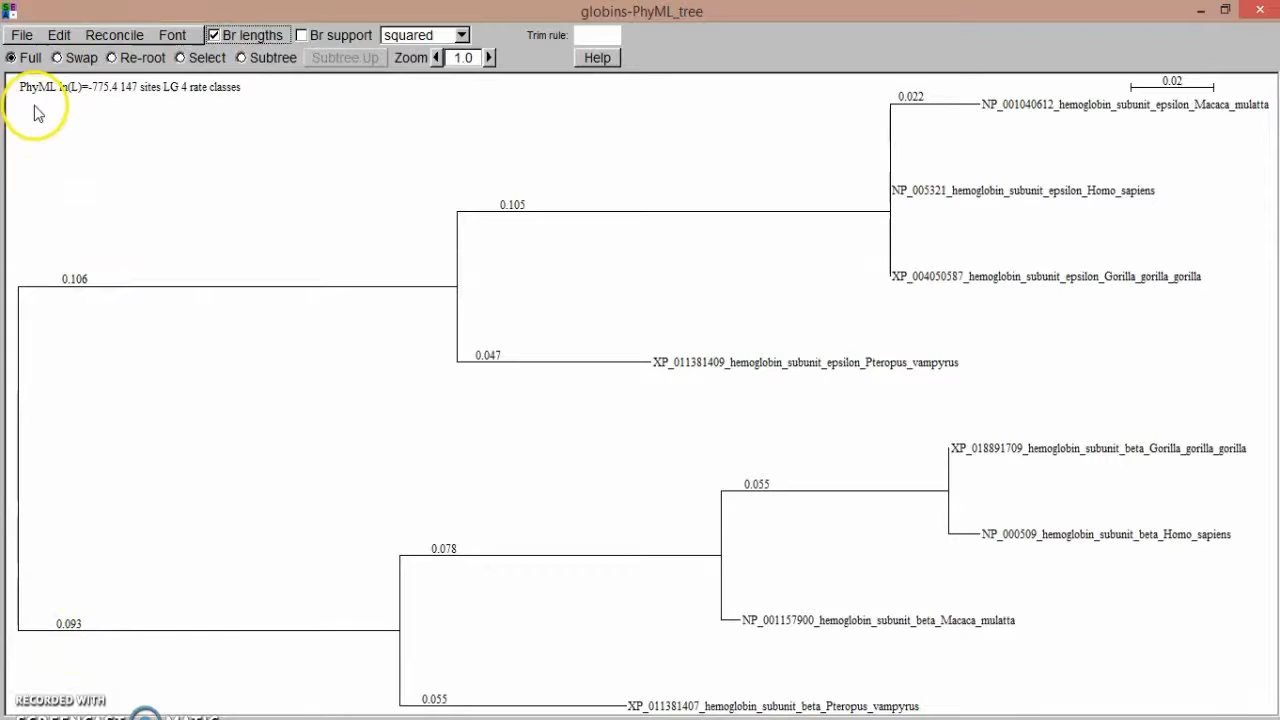 globins-PhyML_tree
File Edit Reconcile Font Br lengths Br support squared Trim rule:
Full Swap Re-root Select Subtree Subtree Up Zoom 1.0 Help
PhyML ln(L)=-775.4 147 sites LG 4 rate classes
0.02
0.022
NP_001040612_hemoglobin_subunit_epsilon_Macaca_mulatta
NP_005321_hemoglobin_subunit_epsilon_Homo_sapiens
0.105
XP_004050587_hemoglobin_subunit_epsilon_Gorilla_gorilla_gorilla
0.106
0.047
XP_011381409_hemoglobin_subunit_epsilon_Pteropus_vampyrus
XP_018891709_hemoglobin_subunit_beta_Gorilla_gorilla_gorilla
0.055
NP_000509_hemoglobin_subunit_beta_Homo_sapiens
0.078
NP_001157900_hemoglobin_subunit_beta_Macaca_mulatta
0.093
0.055
XP_011381407_hemoglobin_subunit_beta_Pteropus_vampyrus
RECORDED WITH